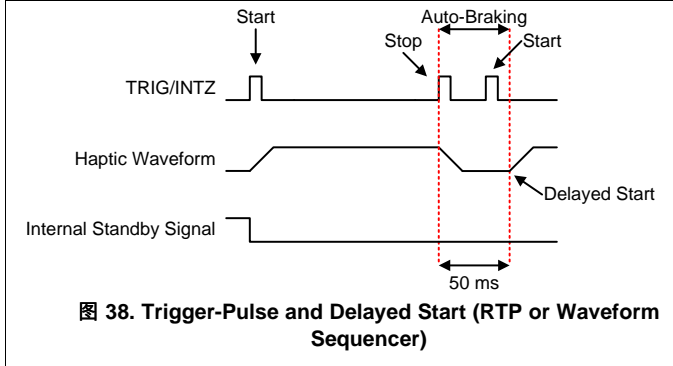 Start
Auto-Braking
Stop
Start
TRIG/INTZ
Haptic Waveform
Delayed Start
Internal Standby Signal
50 ms
图 38. Trigger-Pulse and Delayed Start (RTP or Waveform
Sequencer)